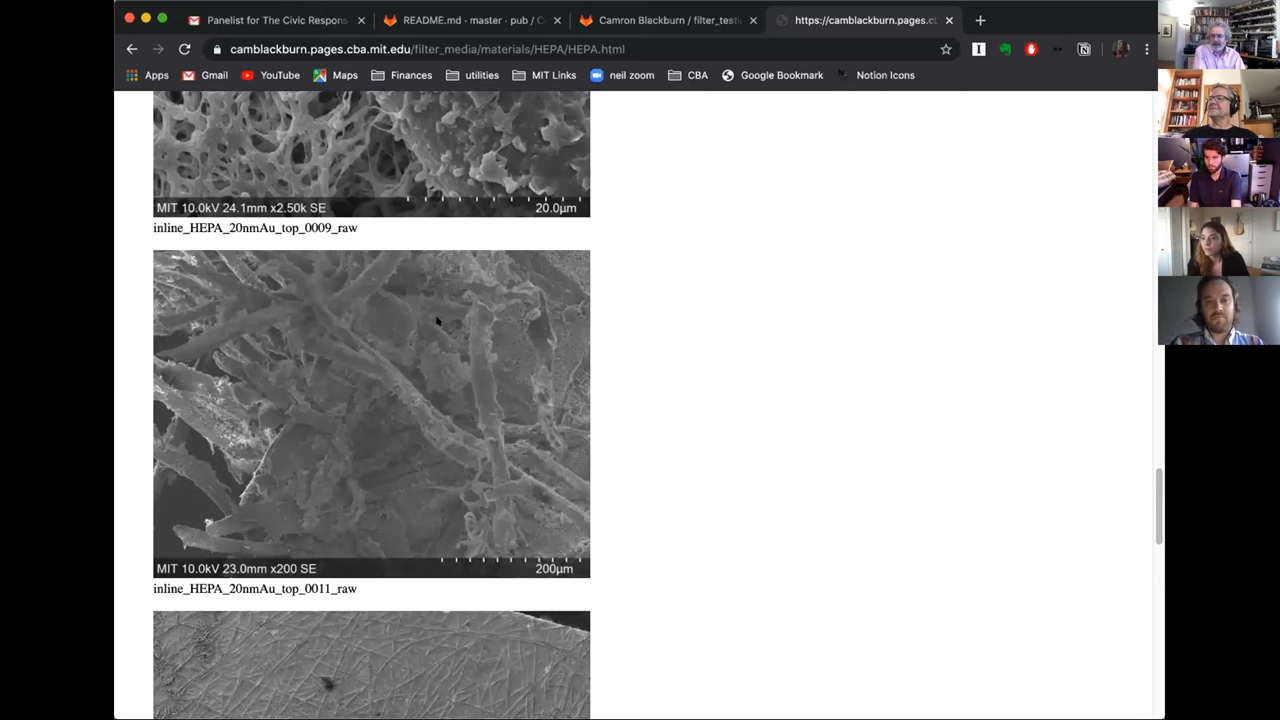 Panelist for The Civic Respons
README.md - master - pub / C
Camron Blackburn / filter_testi
https://camblackburn.pages.c
camblackburn.pages.cba.mit.edu/filter_media/materials/HEPA/HEPA.html
Apps
Gmail
YouTube
Maps
Finances
utilities
MIT Links
neil zoom
CBA
Google Bookmark
Notion Icons
MIT 10.0kV 24.1mm x2.50k SE
20.0µm
inline_HEPA_20nmAu_top_0009_raw
MIT 10.0kV 23.0mm x200 SE
200µm
inline_HEPA_20nmAu_top_0011_raw